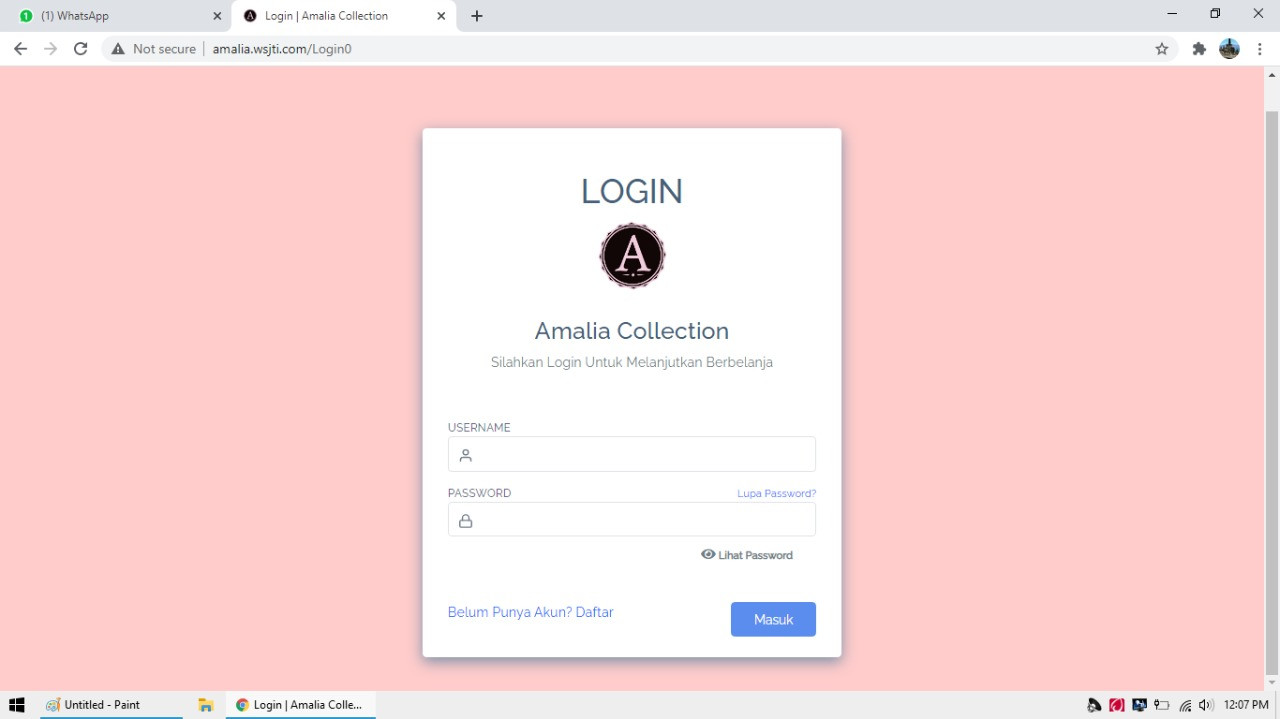 (1) WhatsApp
Login | Amalia Collection
Not secure
amalia.wsjti.com/Login0
LOGIN
A
Amalia Collection
Silahkan Login Untuk Melanjutkan Berbelanja
USERNAME
PASSWORD
Lupa Password?
Lihat Password
Belum Punya Akun? Daftar
Masuk
Untitled - Paint
Login | Amalia Colle...
12:07 PM